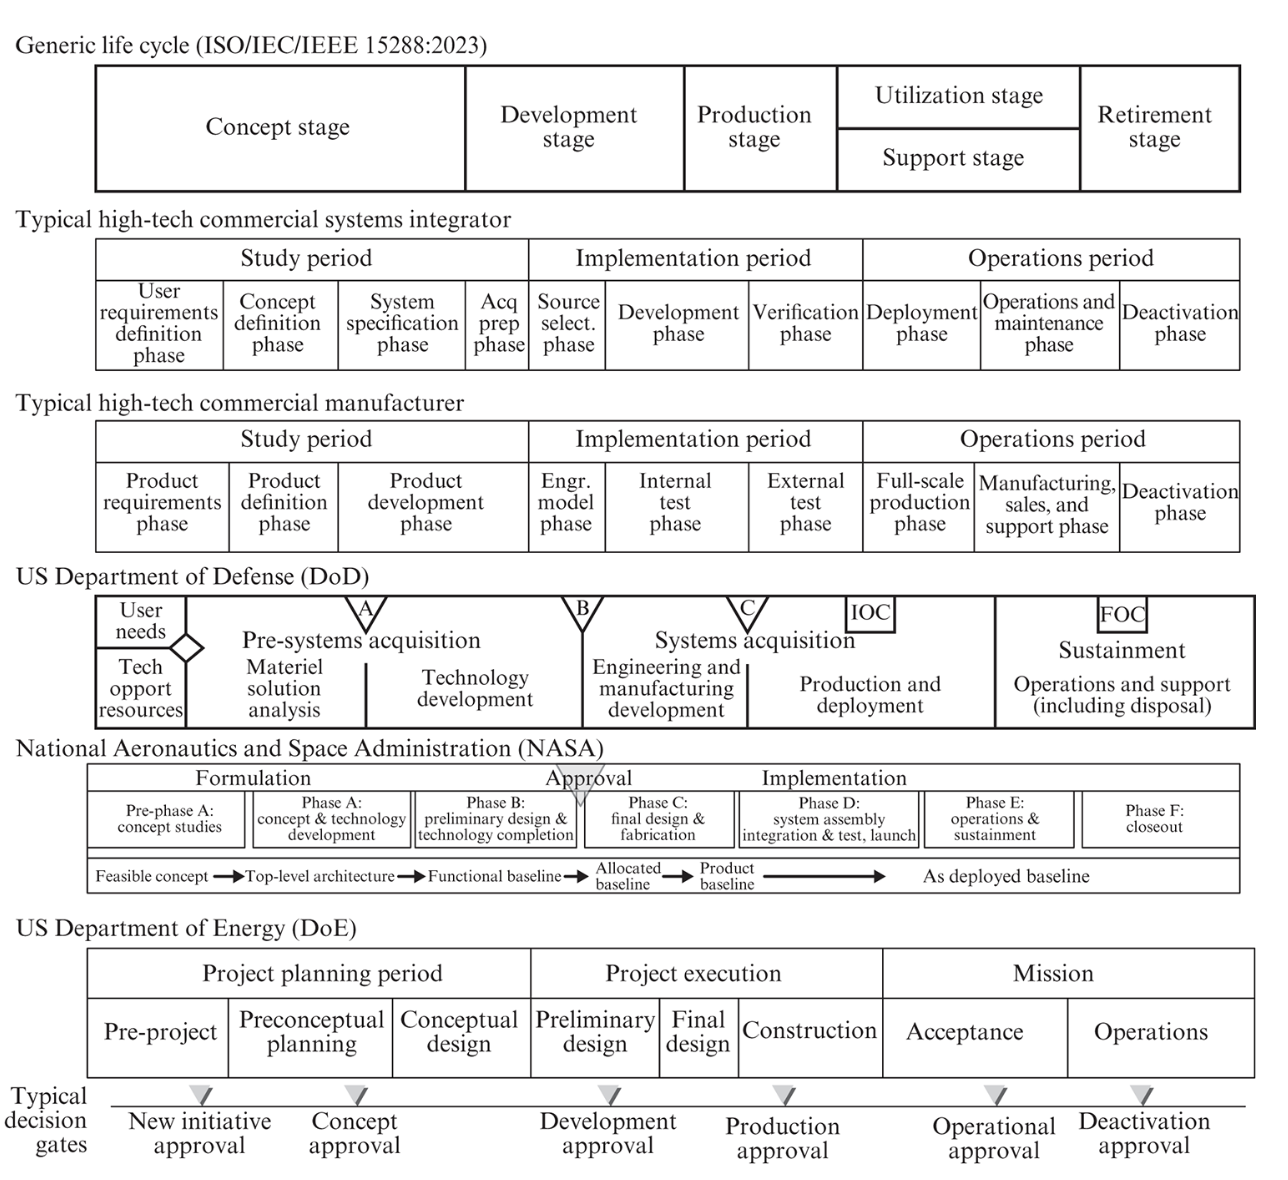 Generic life cycle (ISO/IEC/IEEE 15288:2023)
Concept stage
Development
stage
Production
stage
Utilization stage
Support stage
Retirement
stage
Typical high-tech commercial systems integrator
Study period
Implementation period
Operations period
User
requirements
definition
phase
Concept
definition
phase
System
specification
phase
Acq
prep
phase
Source
select.
phase
Development
phase
Verification
phase
Deployment
phase
Operations and
maintenance
phase
Deactivation
phase
Typical high-tech commercial manufacturer
Study period
Implementation period
Operations period
Product
requirements
phase
Product
definition
phase
Product
development
phase
Engr.
model
phase
Internal
test
phase
External
test
phase
Full-scale
production
phase
Manufacturing,
sales, and
support phase
Deactivation
phase
US Department of Defense (DoD)
User
needs
Tech
opport
resources
A
B
C
IOC
FOC
Pre-systems acquisition
Materiel
solution
analysis
Technology
development
Systems acquisition
Engineering and
manufacturing
development
Production and
deployment
Sustainment
Operations and support
(including disposal)
National Aeronautics and Space Administration (NASA)
Formulation
Approval
Implementation
Pre-phase A:
concept studies
Phase A:
concept & technology
development
Phase B:
preliminary design &
technology completion
Phase C:
final design &
fabrication
Phase D:
system assembly
integration & test, launch
Phase E:
operations &
sustainment
Phase F:
closeout
Feasible concept
Top-level architecture
Functional baseline
Allocated
baseline
Product
baseline
As deployed baseline
US Department of Energy (DoE)
Project planning period
Project execution
Mission
Pre-project
Preconceptual
planning
Conceptual
design
Preliminary
design
Final
design
Construction
Acceptance
Operations
Typical
decision
gates
New initiative
approval
Concept
approval
Development
approval
Production
approval
Operational
approval
Deactivation
approval